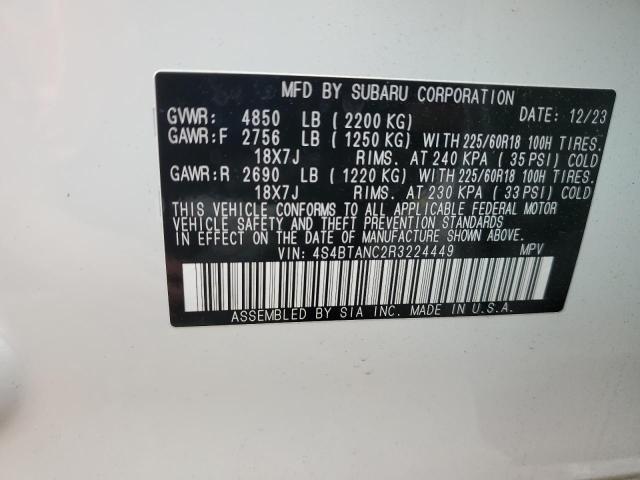 MFD BY SUBARU CORPORATION
GVWR: 4850 LB ( 2200 KG) DATE: 12/23
GAWR:F 2756 LB ( 1250 KG) WITH 225/60R18 100H TIRES.
18X7J RIMS. AT 240 KPA ( 35 PSI) COLD
GAWR:R 2690 LB ( 1220 KG) WITH 225/60R18 100H TIRES.
18X7J RIMS. AT 230 KPA ( 33 PSI) COLD
THIS VEHICLE CONFORMS TO ALL APPLICABLE FEDERAL MOTOR
VEHICLE SAFETY AND THEFT PREVENTION STANDARDS
IN EFFECT ON THE DATE OF MANUFACTURE SHOWN ABOVE.
VIN: 4S4BTANC2R3224449 MPV
ASSEMBLED BY SIA INC. MADE IN U.S.A.